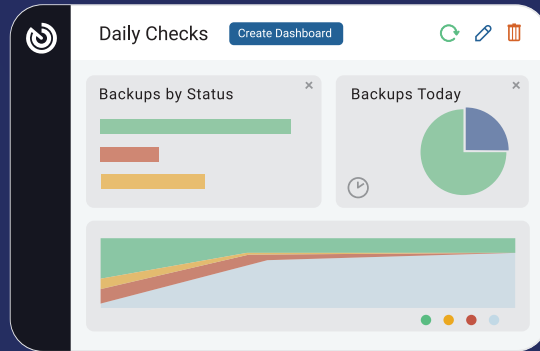 Daily Checks
Create Dashboard
Backups by Status
Backups Today